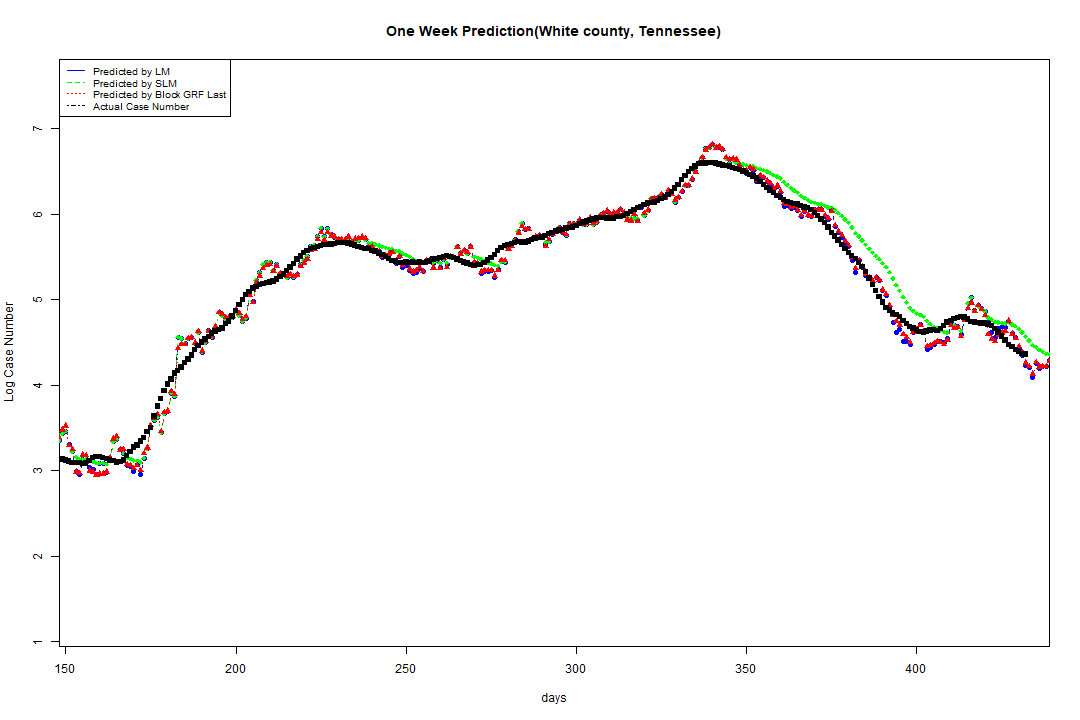 One Week Prediction(White county, Tennessee)
Predicted by LM
Predicted by SLM
Predicted by Block GRF Last
Actual Case Number
7
6
5
4
3
2
1
Log Case Number
150 200 250 300 350 400
days